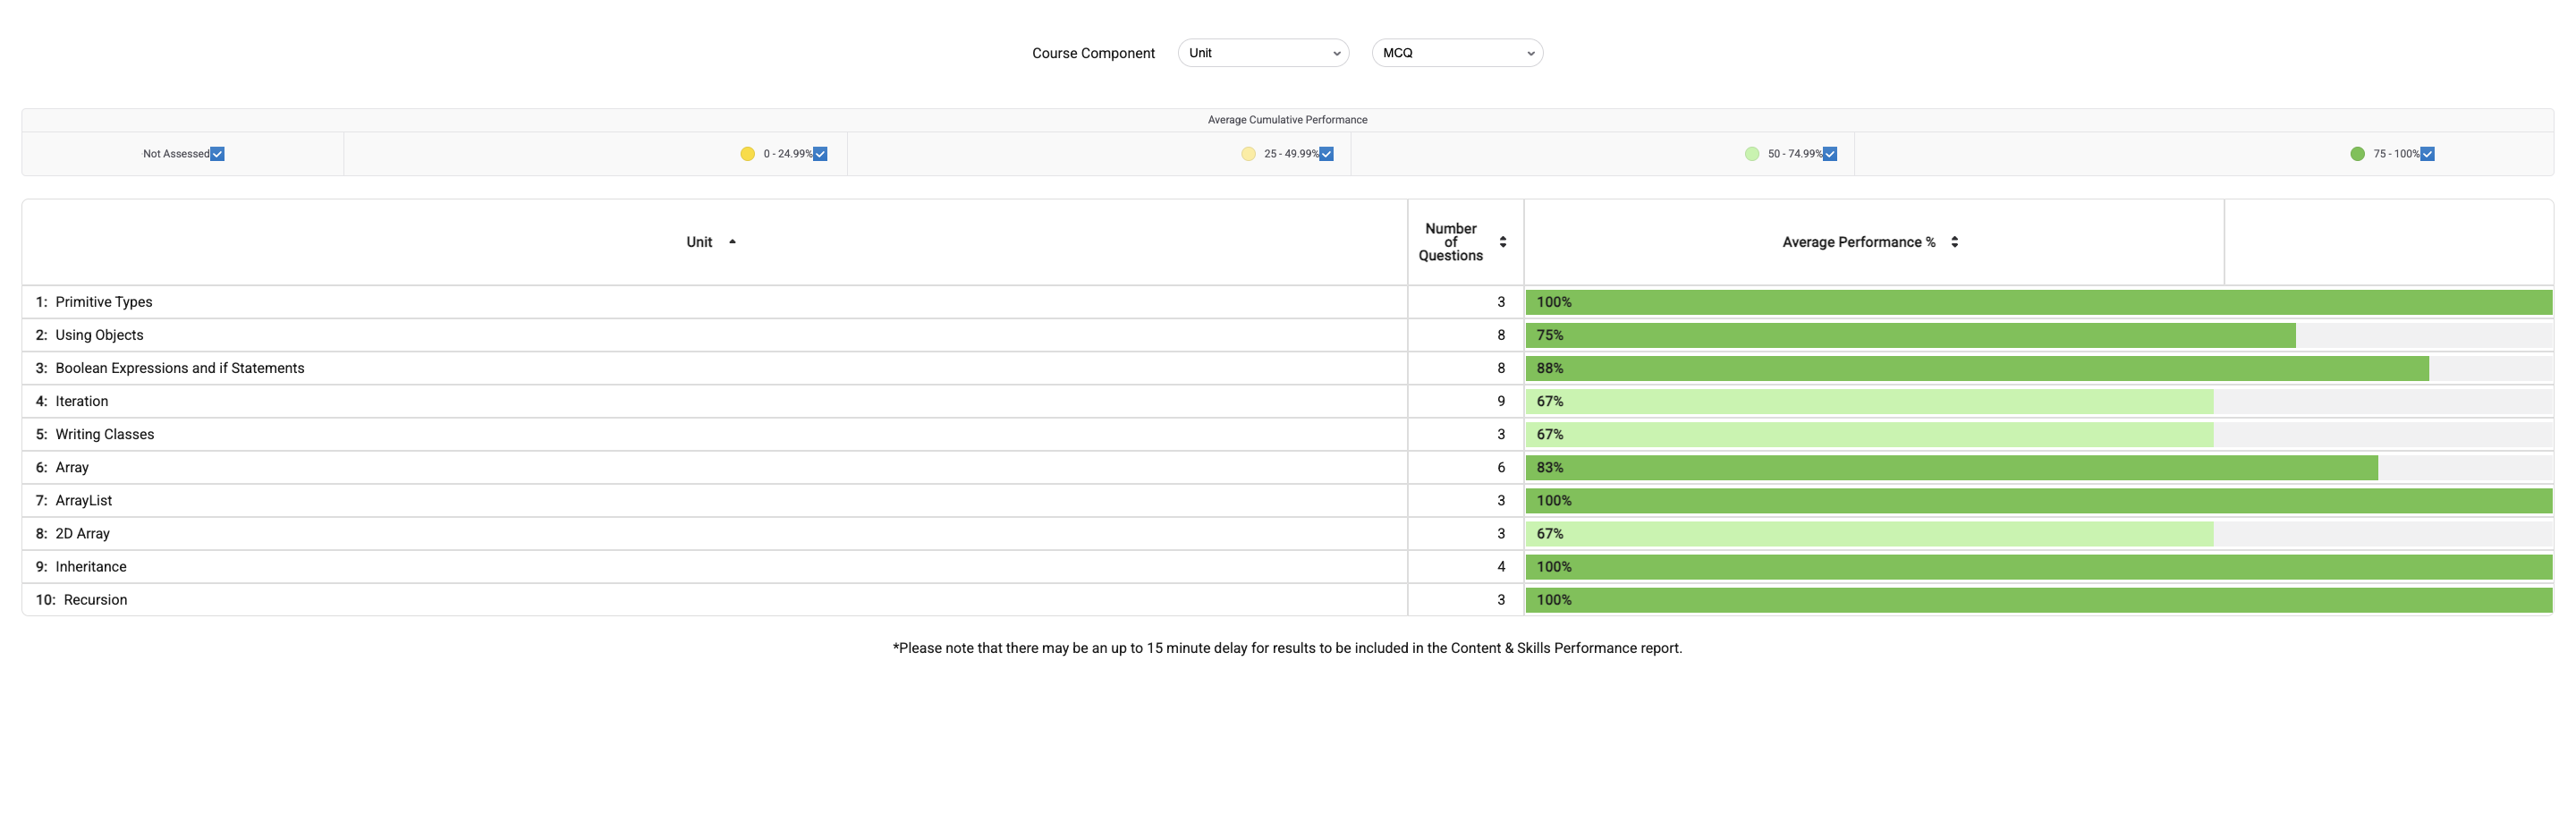 Course Component Unit MCQ
Average Cumulative Performance
Not Assessed 0 - 24.99% 25 - 49.99% 50 - 74.99% 75 - 100%
Unit Number of Questions Average Performance %
1: Primitive Types 3 100%
2: Using Objects 8 75%
3: Boolean Expressions and if Statements 8 88%
4: Iteration 9 67%
5: Writing Classes 3 67%
6: Array 6 83%
7: ArrayList 3 100%
8: 2D Array 3 67%
9: Inheritance 4 100%
10: Recursion 3 100%
*Please note that there may be an up to 15 minute delay for results to be included in the Content & Skills Performance report.